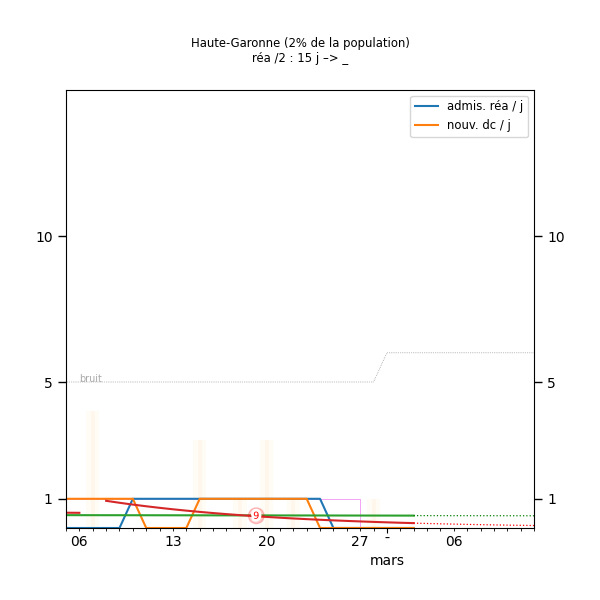 Haute-Garonne (2% de la population)
réa /2 : 15 j –> _
admis. réa / j
nouv. dc / j
10
10
bruit
5
5
1
1
9
06
13
20
27
-
06
mars